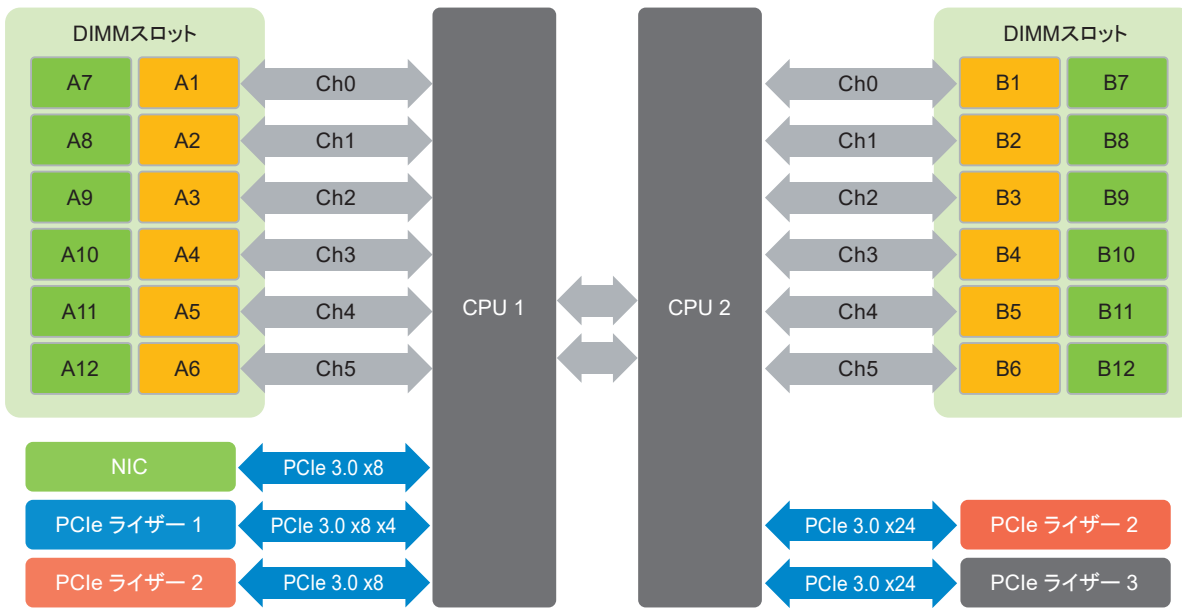 DIMMスロット
DIMMスロット
A7 A1 Ch0 Ch0 B1 B7
A8 A2 Ch1 Ch1 B2 B8
A9 A3 Ch2 Ch2 B3 B9
A10 A4 Ch3 Ch3 B4 B10
A11 A5 Ch4 CPU 1 CPU 2 Ch4 B5 B11
A12 A6 Ch5 Ch5 B6 B12
NIC PCIe 3.0 x8
PCIe ライザー 1 PCIe 3.0 x8 x4 PCIe 3.0 x24 PCIe ライザー 2
PCIe ライザー 2 PCIe 3.0 x8 PCIe 3.0 x24 PCIe ライザー 3